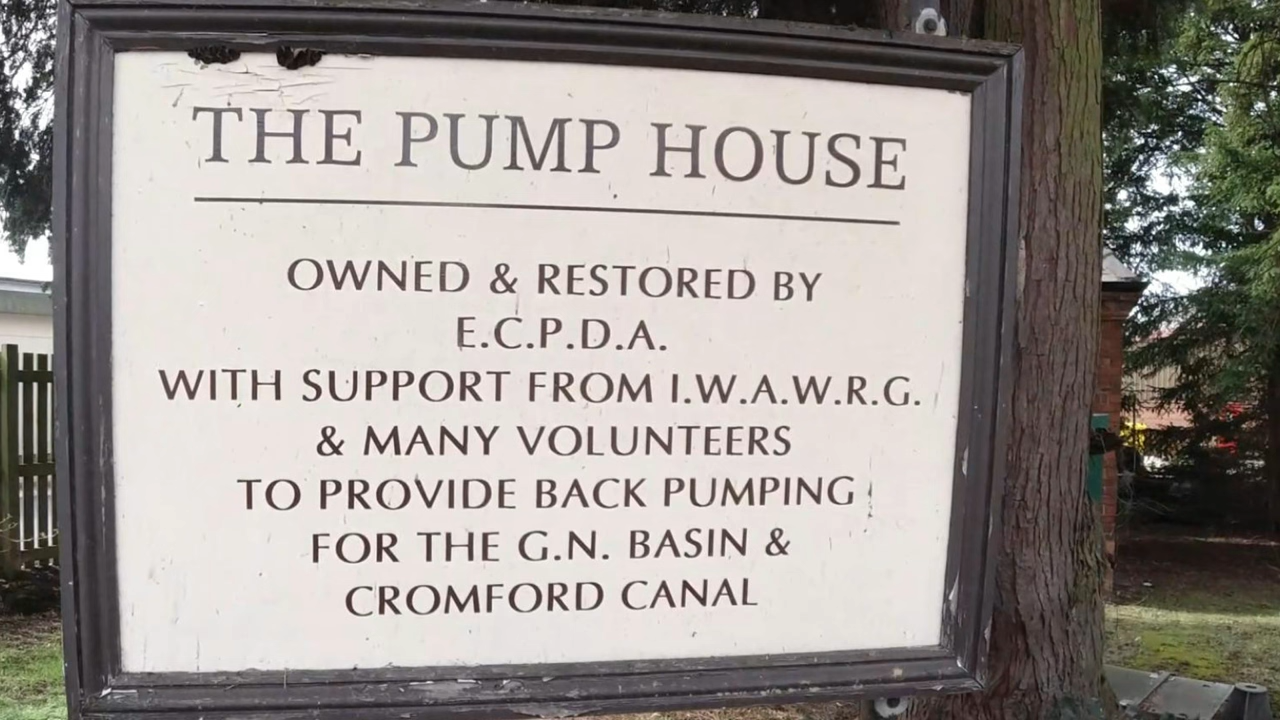 THE PUMP HOUSE
OWNED & RESTORED BY
E.C.P.D.A.
WITH SUPPORT FROM I.W.A.W.R.G.
& MANY VOLUNTEERS
TO PROVIDE BACK PUMPING
FOR THE G.N. BASIN &
CROMFORD CANAL